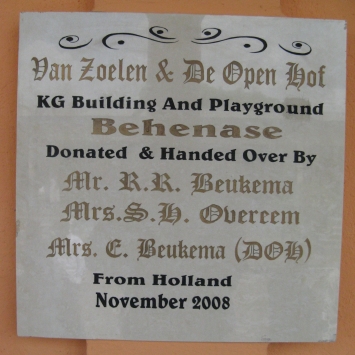 Van Zoelen & De Open Hof
KG Building And Playground
Behenase
Donated & Handed Over By
Mr. R.R. Beukema
Mrs.S.H. Overeem
Mrs. E. Beukema (DOH)
From Holland
November 2008